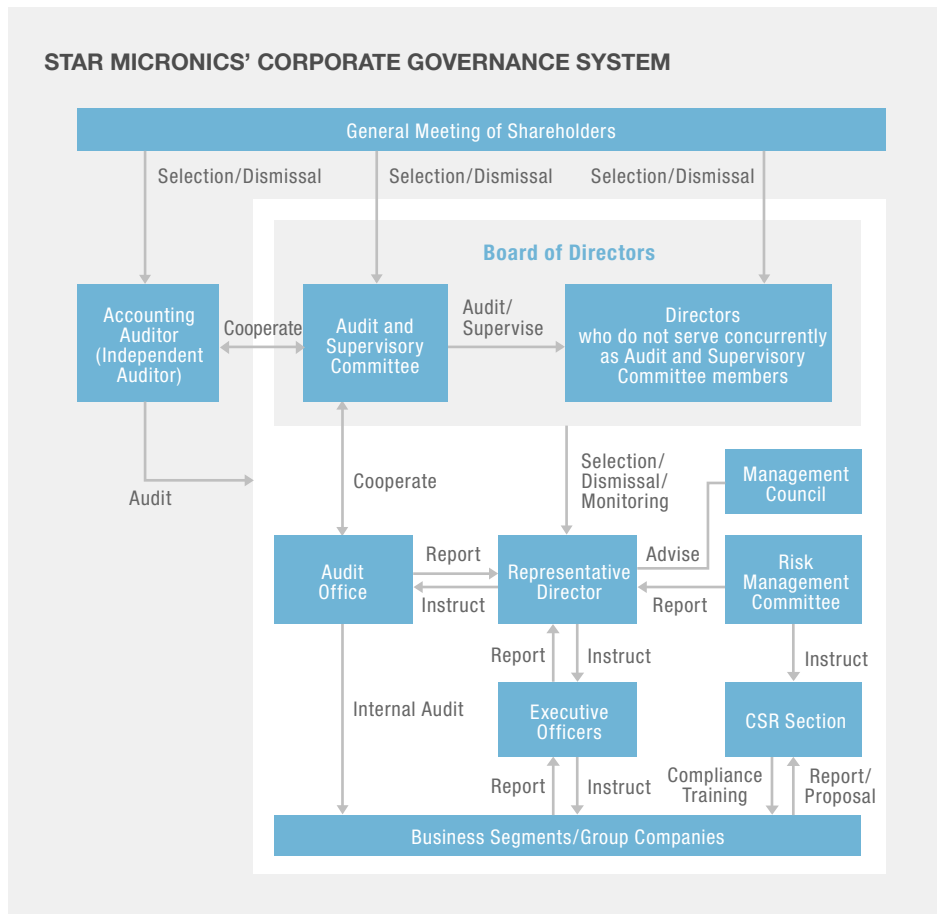 STAR MICRONICS’ CORPORATE GOVERNANCE SYSTEM
General Meeting of Shareholders
Selection/Dismissal
Selection/Dismissal
Selection/Dismissal
Board of Directors
Accounting
Auditor
(Independent
Auditor)
Cooperate
Audit and
Supervisory
Committee
Audit/
Supervise
Directors
who do not serve concurrently
as Audit and Supervisory
Committee members
Audit
Cooperate
Selection/
Dismissal/
Monitoring
Management
Council
Audit
Office
Report
Instruct
Representative
Director
Advise
Report
Risk
Management
Committee
Report
Instruct
Instruct
Internal Audit
Executive
Officers
CSR Section
Report
Instruct
Compliance
Training
Report/
Proposal
Business Segments/Group Companies